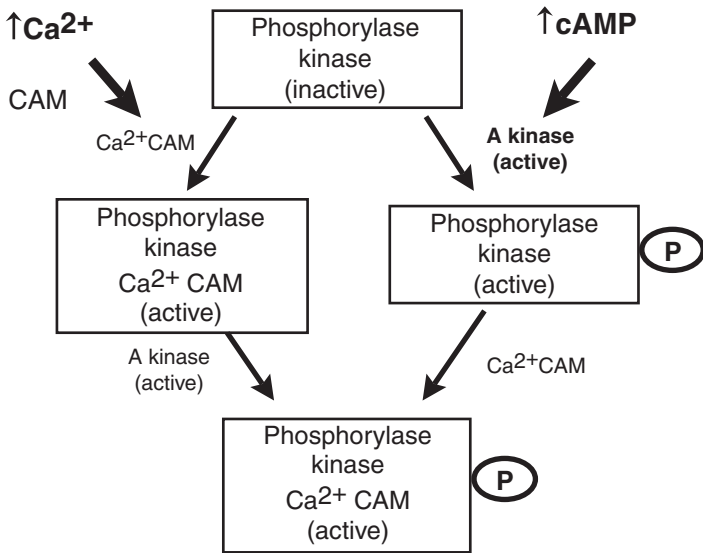 ↑Ca2+
CAM
Ca2+CAM
Phosphorylase
kinase
(inactive)
↑cAMP
A kinase
(active)
Phosphorylase
kinase
Ca2+ CAM
(active)
Phosphorylase
kinase
(active)
P
A kinase
(active)
Ca2+CAM
Phosphorylase
kinase
Ca2+ CAM
(active)
P